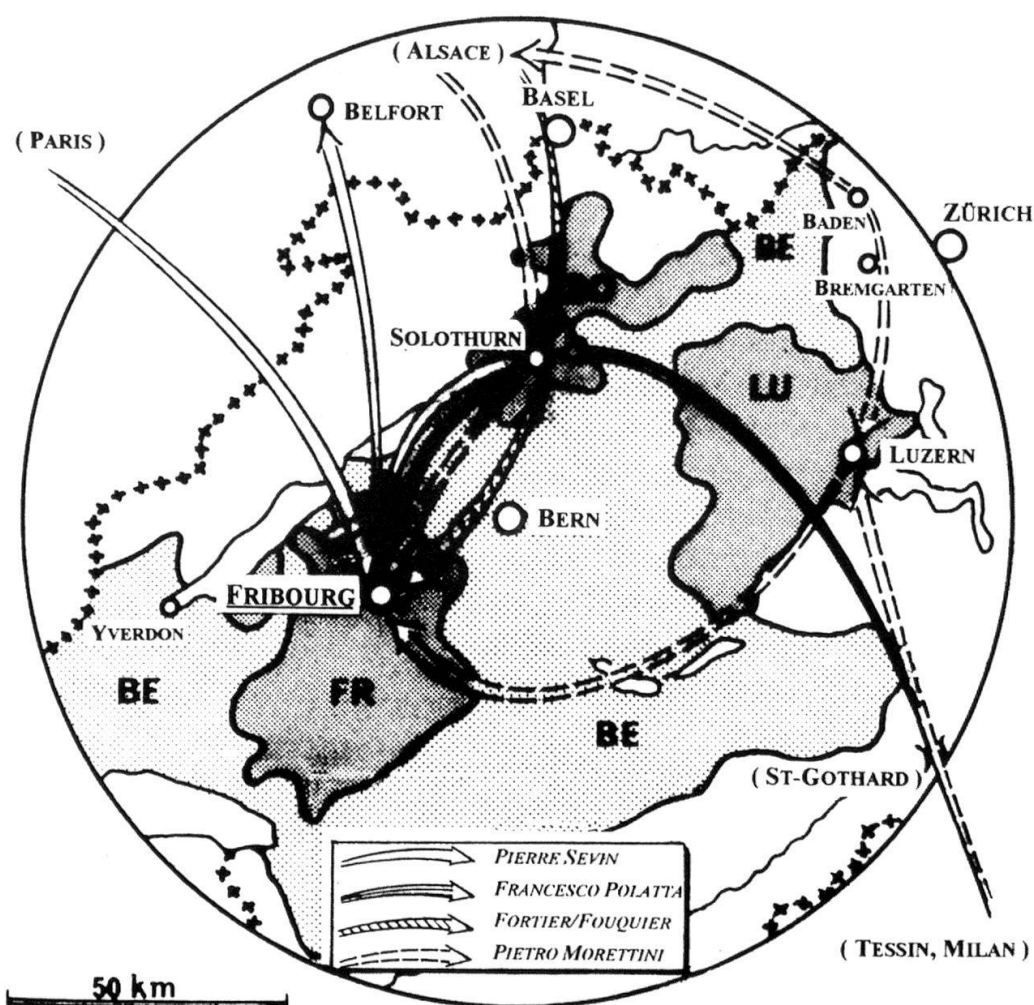 ( ALSACE )
BELFORT
BASEL
( PARIS )
BADEN
ZÜRICH
BE
BREMGARTEN
SOLOTHURN
LU
LUZERN
BERN
FRIBOURG
YVERDON
BE
FR
BE
( ST-GOTHARD )
PIERRE SEVIN
FRANCESCO POLATTA
FORTIER/FOUQUIER
PIETRO MORETTINI
( TESSIN, MILAN )
50 km